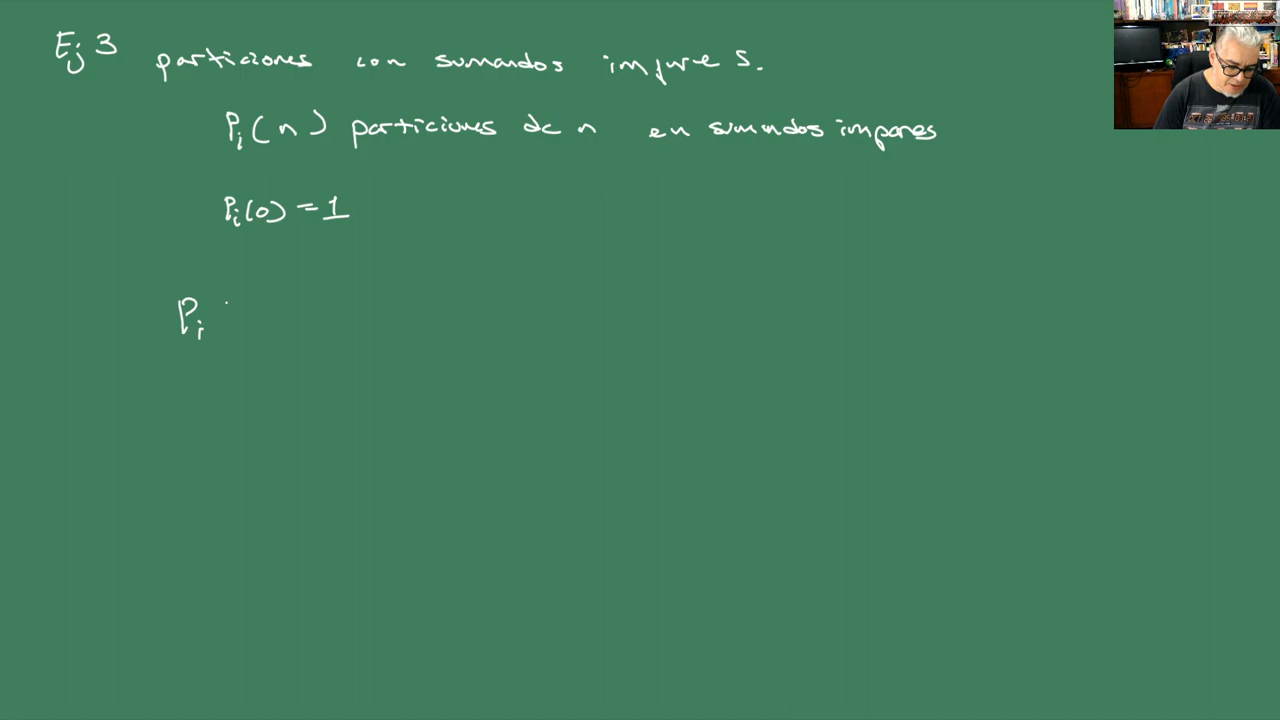 Ej 3 particiones con sumandos impares.
Pi(n) particiones de n en sumandos impares
Pi(0) = 1
Pi